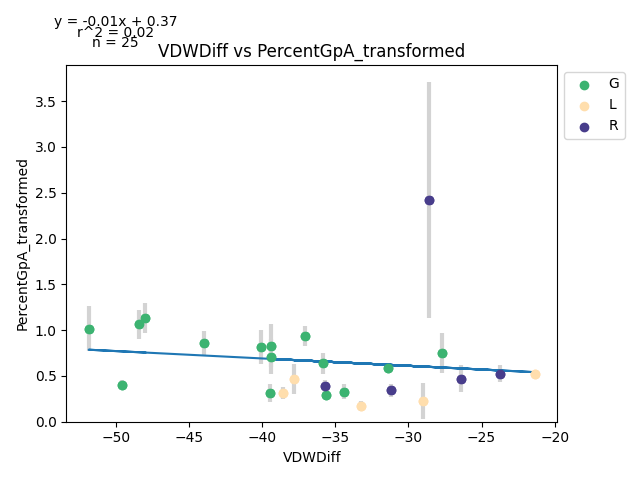 y = -0.01x + 0.37
r^2 = 0.02
n = 25
VDWDiff vs PercentGpA_transformed
G
L
R
PercentGpA_transformed
3.5
3.0
2.5
2.0
1.5
1.0
0.5
0.0
−50
−45
−40
−35
−30
−25
−20
VDWDiff